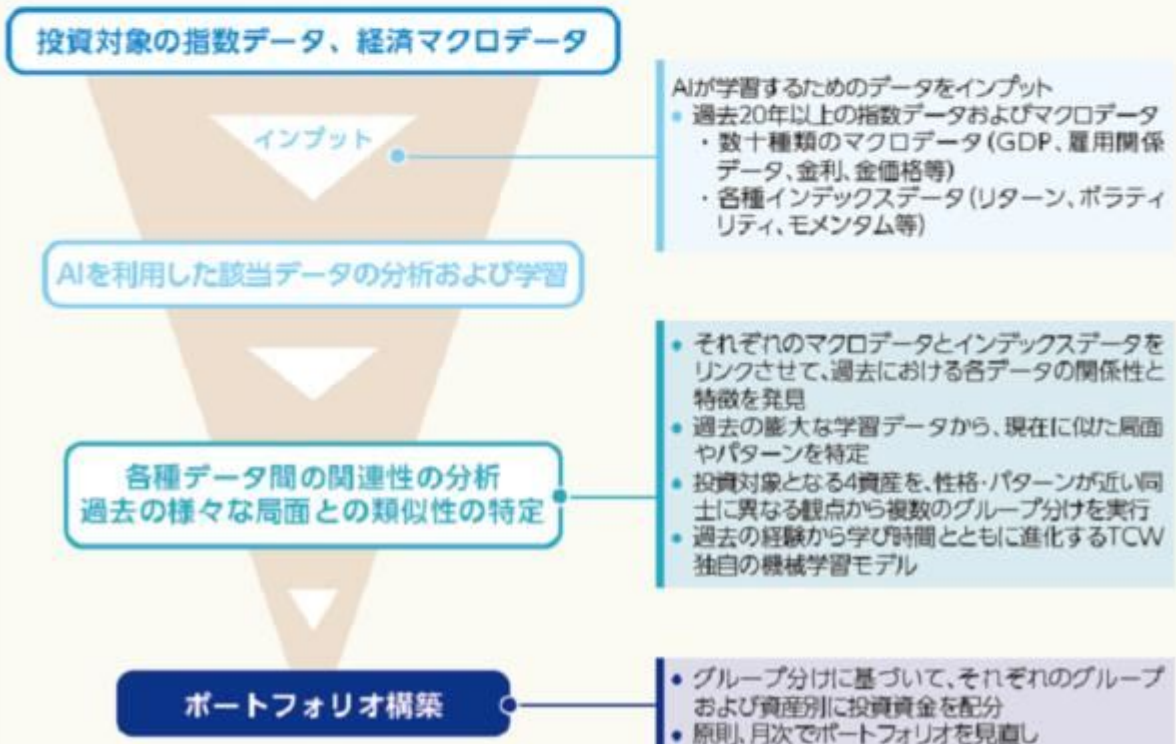 投資対象の指数データ、経済マクロデータ
インプット
AIが学習するためのデータをインプット
• 過去20年以上の指数データおよびマクロデータ
・数十種類のマクロデータ(GDP、雇用関係
データ、金利、金価格等)
・各種インデックスデータ(リターン、ボラティ
リティ、モメンタム等)
AIを利用した該当データの分析および学習
各種データ間の関連性の分析
過去の様々な局面との類似性の特定
• それぞれのマクロデータとインデックスデータを
リンクさせて、過去における各データの関係性と
特徴を発見
• 過去の膨大な学習データから、現在に似た局面
やパターンを特定
• 投資対象となる4資産を、性格・パターンが近い同
士に異なる観点から複数のグループ分けを実行
• 過去の経験から学び時間とともに進化するTCW
独自の機械学習モデル
ポートフォリオ構築
• グループ分けに基づいて、それぞれのグループ
および資産別に投資資金を配分
• 原則、月次でポートフォリオを見直し